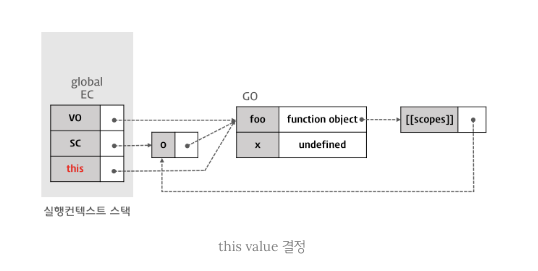 global
EC
GO
VO
SC
this
0
foo
function object
x
undefined
[[scopes]]
실행컨텍스트 스택
this value 결정